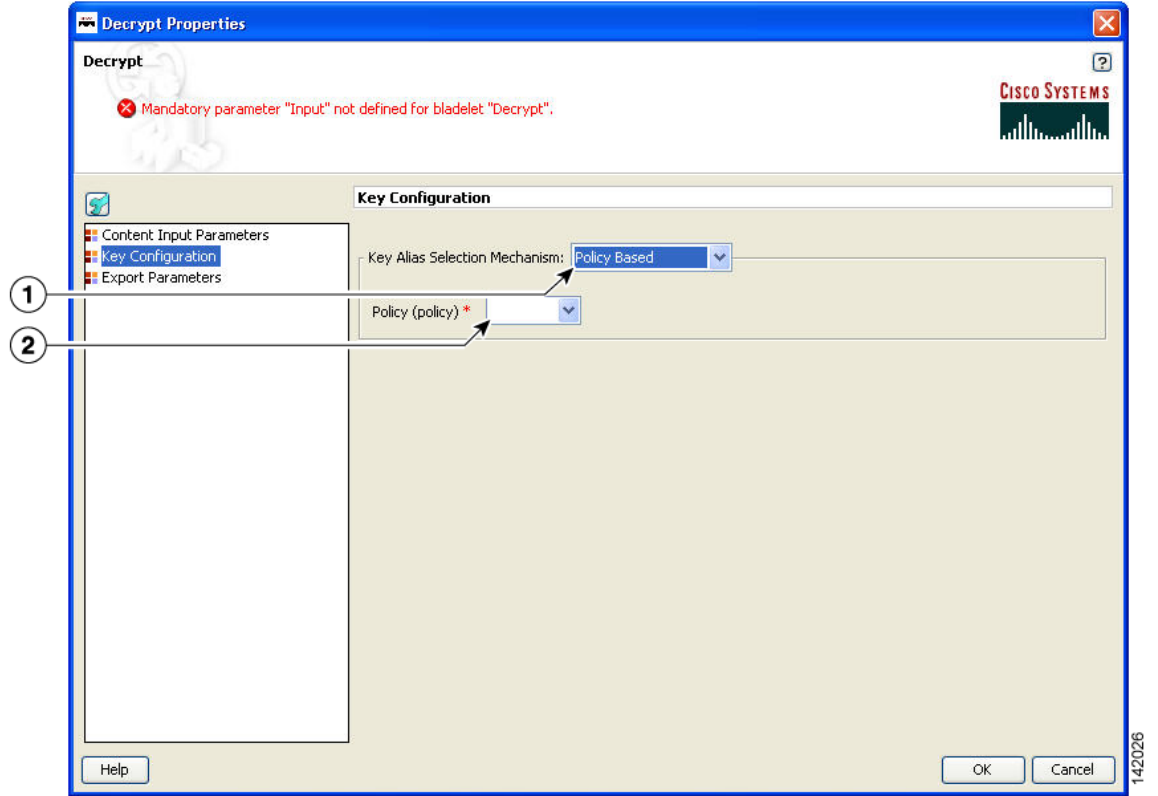 Decrypt Properties
Decrypt
?
Mandatory parameter "Input" not defined for bladelet "Decrypt".
CISCO SYSTEMS
Key Configuration
Content Input Parameters
Key Configuration
Export Parameters
Key Alias Selection Mechanism: Policy Based
Policy (policy) *
1
2
Help
OK
Cancel
142026